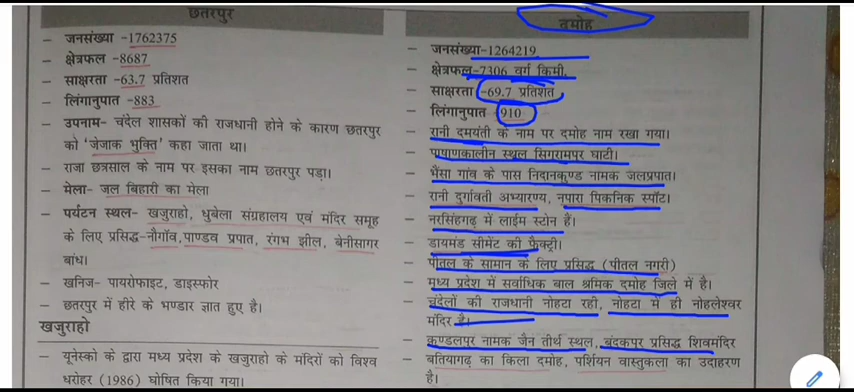 छतरपुर
– जनसंख्या -1762375
– क्षेत्रफल -8687
– साक्षरता -63.7 प्रतिशत
– लिंगानुपात -883
– उपनाम- चंदेल शासकों की राजधानी होने के कारण छतरपुर
को 'जेजाक भुक्ति' कहा जाता था।
– राजा छत्रसाल के नाम पर इसका नाम छतरपुर पड़ा।
– मेला- जल बिहारी का मेला
– पर्यटन स्थल- खजुराहो, धुबेला संग्रहालय एवं मंदिर समूह
के लिए प्रसिद्ध-नौगाँव, पाण्डव प्रपात, रंगभ झील, बेनीसागर
बांध।
– खनिज- पायरोफाइट, डाइस्फोर
– छतरपुर में हीरे के भण्डार ज्ञात हुए है।
खजुराहो
– यूनेस्को के द्वारा मध्य प्रदेश के खजुराहो के मंदिरों को विश्व
धरोहर (1986) घोषित किया गया।
दमोह
– जनसंख्या-1264219
– क्षेत्रफल-7306 वर्ग किमी.
– साक्षरता -69.7 प्रतिशत
– लिंगानुपात 910
– रानी दमयंती के नाम पर दमोह नाम रखा गया।
– पाषाणकालीन स्थल सिगरामपुर घाटी।
– भैंसा गांव के पास निदानकुण्ड नामक जलप्रपात।
– रानी दुर्गावती अभ्यारण्य, नपारा पिकनिक स्पॉट।
– नरसिंहगढ़ में लाईम स्टोन हैं।
– डायमंड सीमेंट की फैक्ट्री।
– पीतल के सामान के लिए प्रसिद्ध (पीतल नगरी)
– मध्य प्रदेश में सर्वाधिक बाल श्रमिक दमोह जिले में है।
– चंदेलों की राजधानी नोहटा रही, नोहटा में ही नोहलेश्वर
मंदिर है।
– कुण्डलपुर नामक जैन तीर्थ स्थल, बंदकपुर प्रसिद्ध शिवमंदिर
– बतियागढ़ का किला दमोह, पर्शियन वास्तुकला का उदाहरण
है।